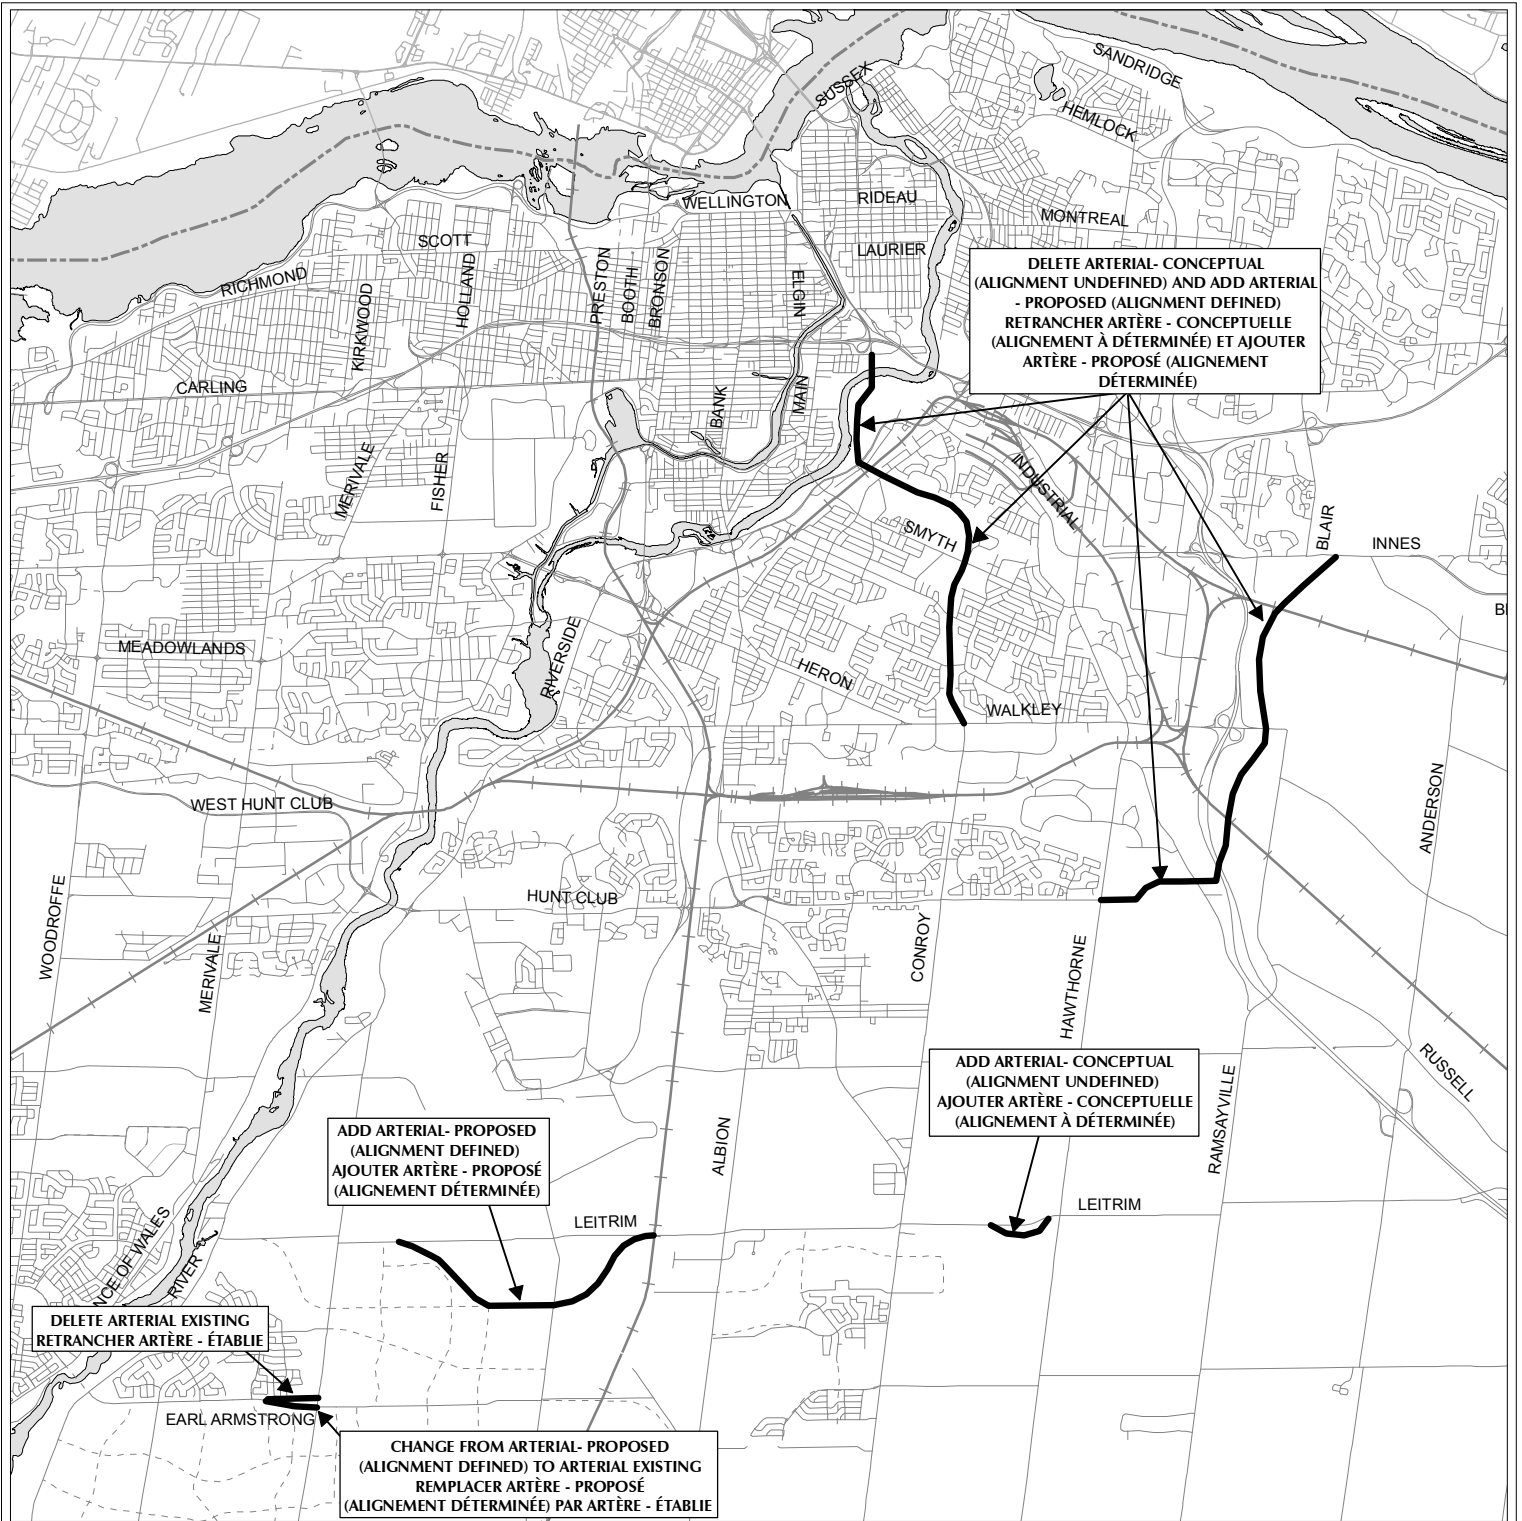 SANDRIDGE
SUSSEX
HEMLOCK
WELLINGTON
RIDEAU
MONTREAL
SCOTT
LAURIER
RICHMOND
HOLLAND
PRESTON
BOOTH
BRONSON
ELGIN
KIRKWOOD
DELETE ARTERIAL- CONCEPTUAL
(ALIGNMENT UNDEFINED) AND ADD ARTERIAL
- PROPOSED (ALIGNMENT DEFINED)
RETRANCHER ARTÈRE - CONCEPTUELLE
(ALIGNEMENT À DÉTERMINÉE) ET AJOUTER
ARTÈRE - PROPOSÉ (ALIGNEMENT
DÉTERMINÉE)
CARLING
BANK
MAIN
MERIVALE
FISHER
INDUSTRIAL
SMYTH
BLAIR
INNES
BL
MEADOWLANDS
RIVERSIDE
HERON
WALKLEY
WEST HUNT CLUB
ANDERSON
HUNT CLUB
WOODROFFE
MERIVALE
CONROY
HAWTHORNE
RUSSELL
ADD ARTERIAL- CONCEPTUAL
(ALIGNMENT UNDEFINED)
AJOUTER ARTÈRE - CONCEPTUELLE
(ALIGNEMENT À DÉTERMINÉE)
RAMSAYVILLE
ALBION
ADD ARTERIAL- PROPOSED
(ALIGNMENT DEFINED)
AJOUTER ARTÈRE - PROPOSÉ
(ALIGNEMENT DÉTERMINÉE)
LEITRIM
LEITRIM
NCE OF WALES
RIVER
DELETE ARTERIAL EXISTING
RETRANCHER ARTÈRE - ÉTABLIE
EARL ARMSTRONG
CHANGE FROM ARTERIAL- PROPOSED
(ALIGNMENT DEFINED) TO ARTERIAL EXISTING
REMPLACER ARTÈRE - PROPOSÉ
(ALIGNEMENT DÉTERMINÉE) PAR ARTÈRE - ÉTABLIE